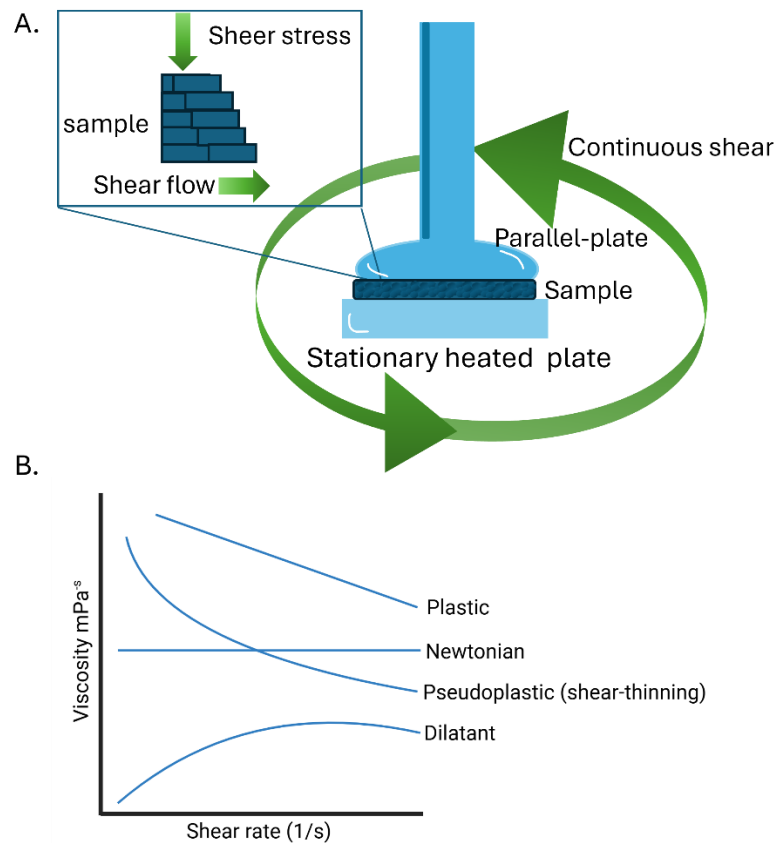 A.
Sheer stress
sample
Shear flow
Continuous shear
Parallel-plate
Sample
Stationary heated plate
B.
Viscosity mPa⁻ˢ
Plastic
Newtonian
Pseudoplastic (shear-thinning)
Dilatant
Shear rate (1/s)